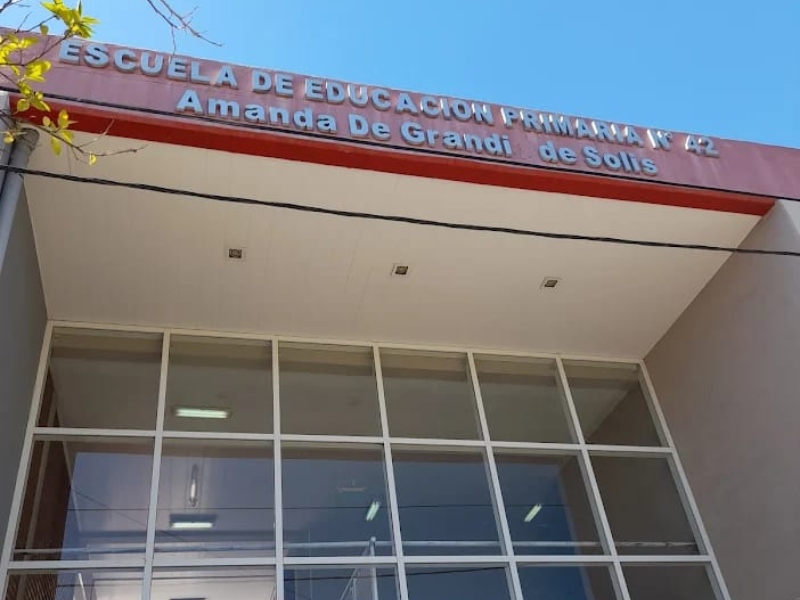 ESCUELA DE EDUCACION PRIMARIA N° 42
Amanda De Grandi de Solis